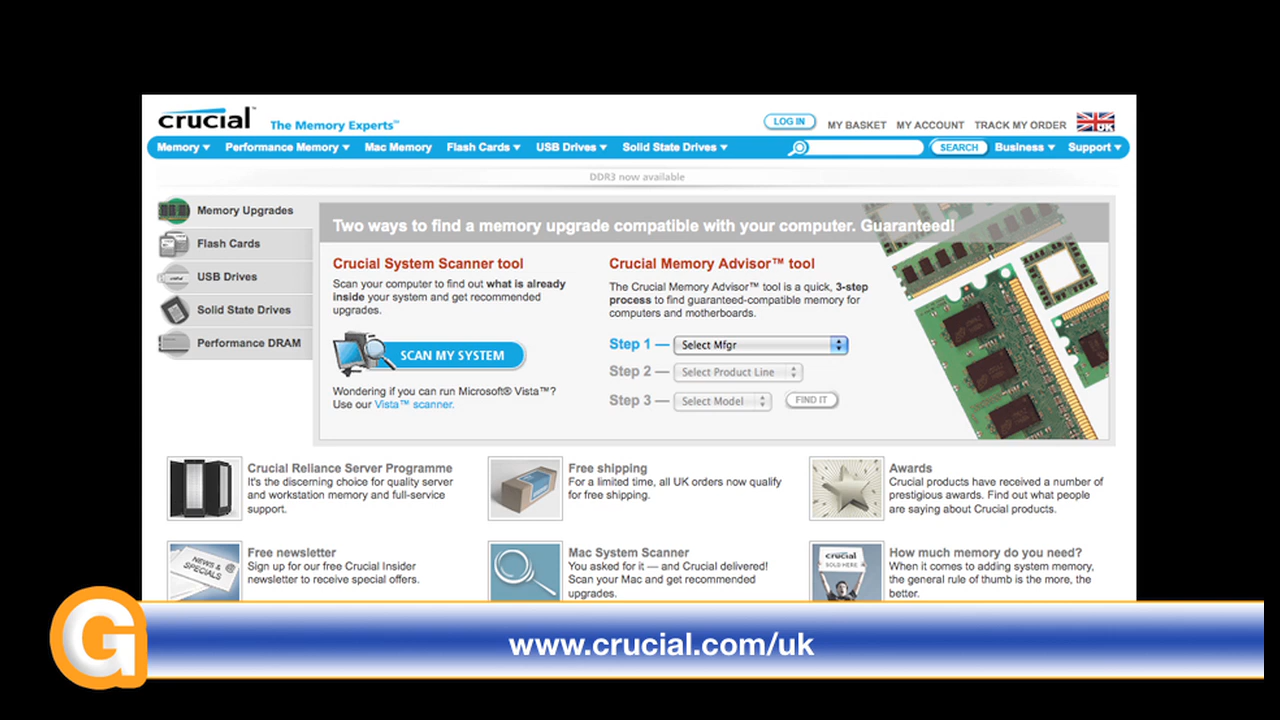 crucial™ The Memory Experts™
LOG IN MY BASKET MY ACCOUNT TRACK MY ORDER UK
Memory Performance Memory Mac Memory Flash Cards USB Drives Solid State Drives SEARCH Business Support
DDR3 now available
Memory Upgrades
Flash Cards
USB Drives
Solid State Drives
Performance DRAM
Two ways to find a memory upgrade compatible with your computer. Guaranteed!
Crucial System Scanner tool
Scan your computer to find out what is already
inside your system and get recommended
upgrades.
SCAN MY SYSTEM
Wondering if you can run Microsoft® Vista™?
Use our Vista™ scanner.
Crucial Memory Advisor™ tool
The Crucial Memory Advisor™ tool is a quick, 3-step
process to find guaranteed-compatible memory for
computers and motherboards.
Step 1 — Select Mfgr
Step 2 — Select Product Line
Step 3 — Select Model FIND IT
Crucial Reliance Server Programme
It's the discerning choice for quality server
and workstation memory and full-service
support.
Free shipping
For a limited time, all UK orders now qualify
for free shipping.
Awards
Crucial products have received a number of
prestigious awards. Find out what people
are saying about Crucial products.
NEWS &
SPECIALS
Free newsletter
Sign up for our free Crucial Insider
newsletter to receive special offers.
Mac System Scanner
You asked for it — and Crucial delivered!
Scan your Mac and get recommended
upgrades.
crucial
SOLD HERE
How much memory do you need?
When it comes to adding system memory,
the general rule of thumb is the more, the
better.
G
www.crucial.com/uk